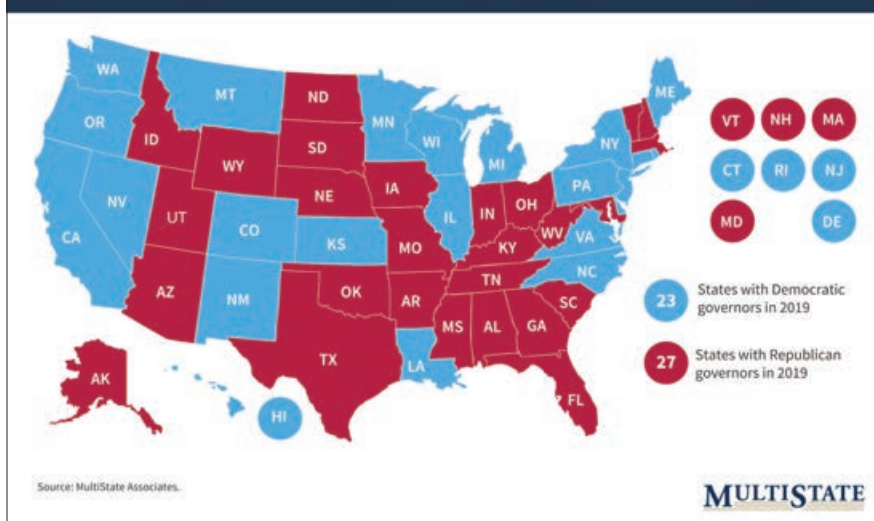 WA
MT
ND
MN
ME
OR
ID
SD
WI
NY
VT
NH
MA
WY
MI
NV
NE
IA
PA
CT
RI
NJ
CA
UT
CO
KS
IL
IN
OH
MO
WV
VA
MD
DE
KY
NC
AZ
NM
OK
AR
TN
SC
23
States with Democratic
governors in 2019
TX
MS
AL
GA
LA
27
States with Republican
governors in 2019
AK
HI
FL
Source: MultiState Associates.
MULTISTATE